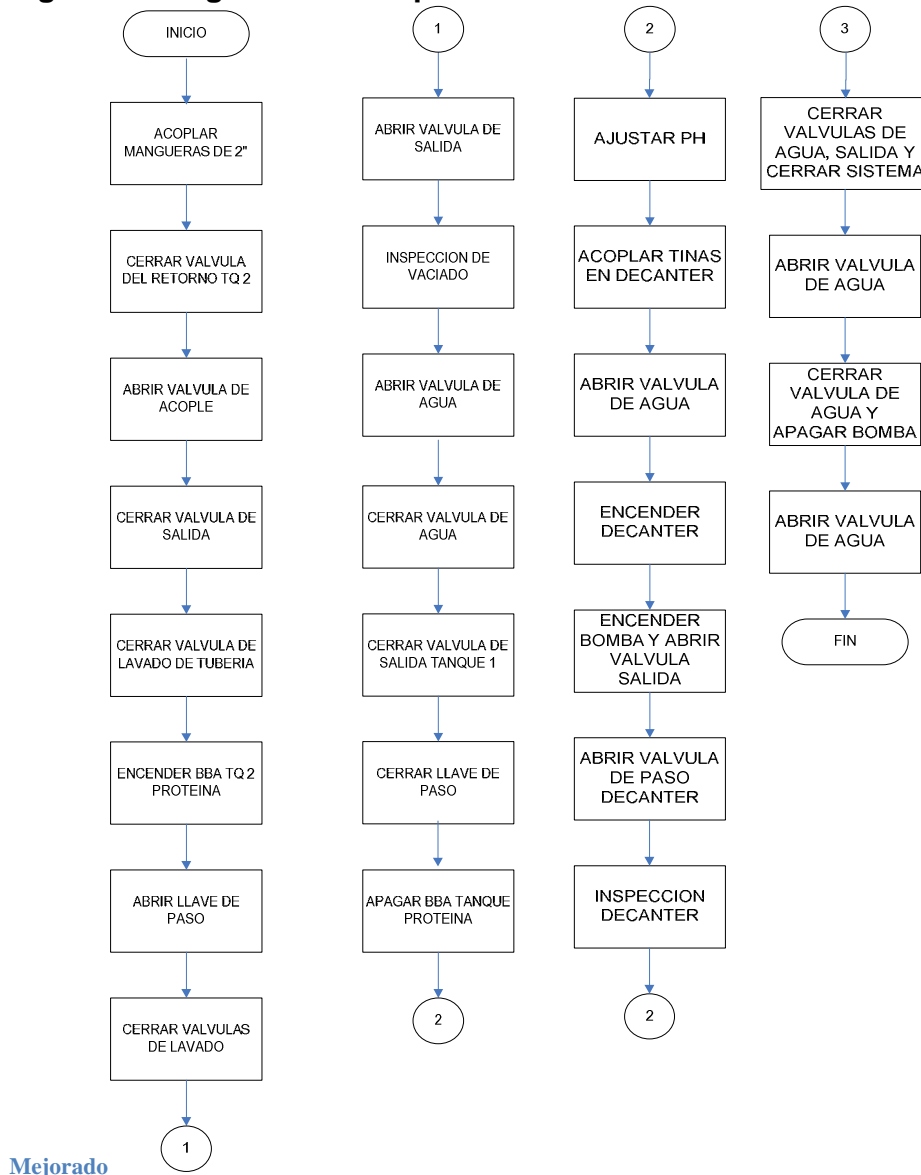 INICIO
ACOPLAR
MANGUERAS DE 2"
CERRAR VALVULA
DEL RETORNO TQ 2
ABRIR VALVULA DE
ACOPLE
CERRAR VALVULA DE
SALIDA
CERRAR VALVULA DE
LAVADO DE TUBERIA
ENCENDER BBA TQ 2
PROTEINA
ABRIR LLAVE DE
PASO
CERRAR VALVULAS
DE LAVADO
1
1
ABRIR VALVULA DE
SALIDA
INSPECCION DE
VACIADO
ABRIR VALVULA DE
AGUA
CERRAR VALVULA DE
AGUA
CERRAR VALVULA DE
SALIDA TANQUE 1
CERRAR LLAVE DE
PASO
APAGAR BBA TANQUE
PROTEINA
2
2
AJUSTAR PH
ACOPLAR TINAS
EN DECANTER
ABRIR VALVULA
DE AGUA
ENCENDER
DECANTER
ENCENDER
BOMBA Y ABRIR
VALVULA
SALIDA
ABRIR VALVULA
DE PASO
DECANTER
INSPECCION
DECANTER
2
3
CERRAR
VALVULAS DE
AGUA, SALIDA Y
CERRAR SISTEMA
ABRIR VALVULA
DE AGUA
CERRAR
VALVULA DE
AGUA Y
APAGAR BOMBA
ABRIR VALVULA
DE AGUA
FIN
Mejorado